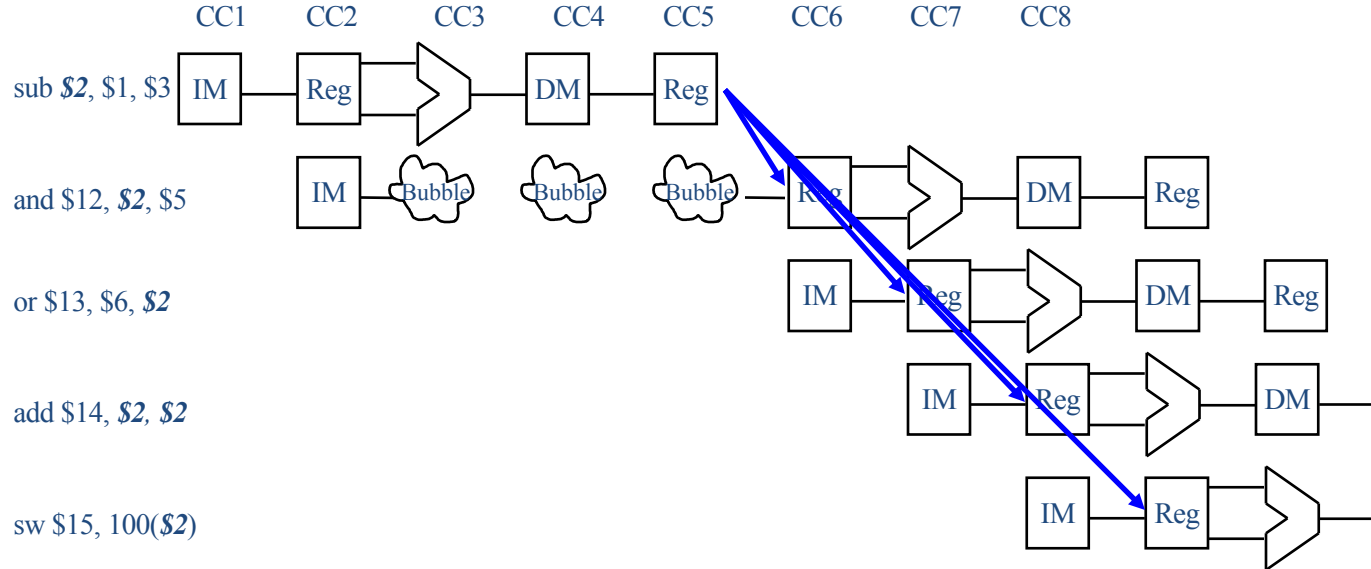 CC1 CC2 CC3 CC4 CC5 CC6 CC7 CC8
sub $2, $1, $3 IM Reg DM Reg
and $12, $2, $5 IM Bubble Bubble Bubble Reg DM Reg
or $13, $6, $2 IM Reg DM Reg
add $14, $2, $2 IM Reg DM
sw $15, 100($2) IM Reg